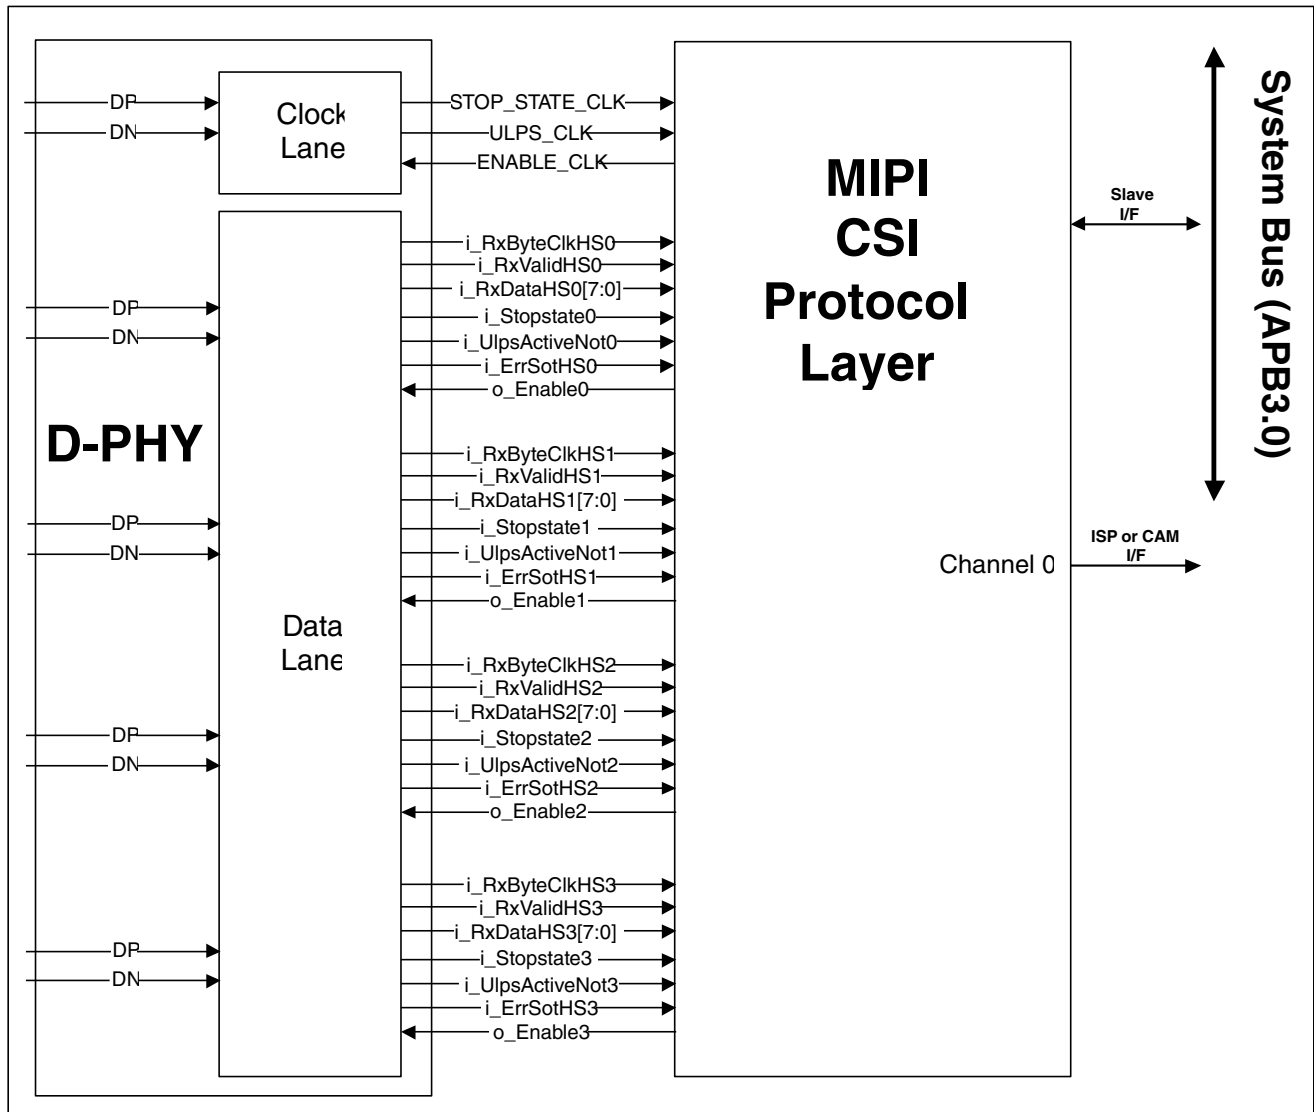 DP
DN
Clock
Lane
STOP_STATE_CLK
ULPS_CLK
ENABLE_CLK
MIPI
CSI
Protocol
Layer
Slave
I/F
System Bus (APB3.0)
D-PHY
DP
DN
DP
DN
DP
DN
DP
DN
Data
Lane
i_RxByteClkHS0
i_RxValidHS0
i_RxDataHS0[7:0]
i_Stopstate0
i_UlpsActiveNot0
i_ErrSotHS0
o_Enable0
i_RxByteClkHS1
i_RxValidHS1
i_RxDataHS1[7:0]
i_Stopstate1
i_UlpsActiveNot1
i_ErrSotHS1
o_Enable1
i_RxByteClkHS2
i_RxValidHS2
i_RxDataHS2[7:0]
i_Stopstate2
i_UlpsActiveNot2
i_ErrSotHS2
o_Enable2
i_RxByteClkHS3
i_RxValidHS3
i_RxDataHS3[7:0]
i_Stopstate3
i_UlpsActiveNot3
i_ErrSotHS3
o_Enable3
Channel 0
ISP or CAM
I/F